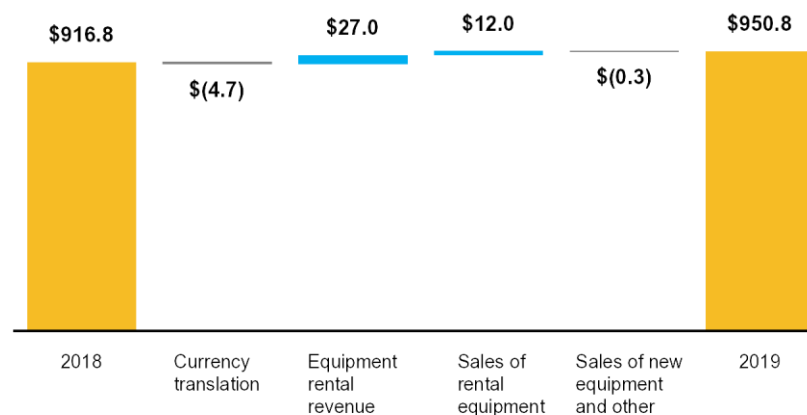 $916.8
$(4.7)
$27.0
$12.0
$(0.3)
$950.8
2018
Currency
translation
Equipment
rental
revenue
Sales of
rental
equipment
Sales of new
equipment
and other
2019